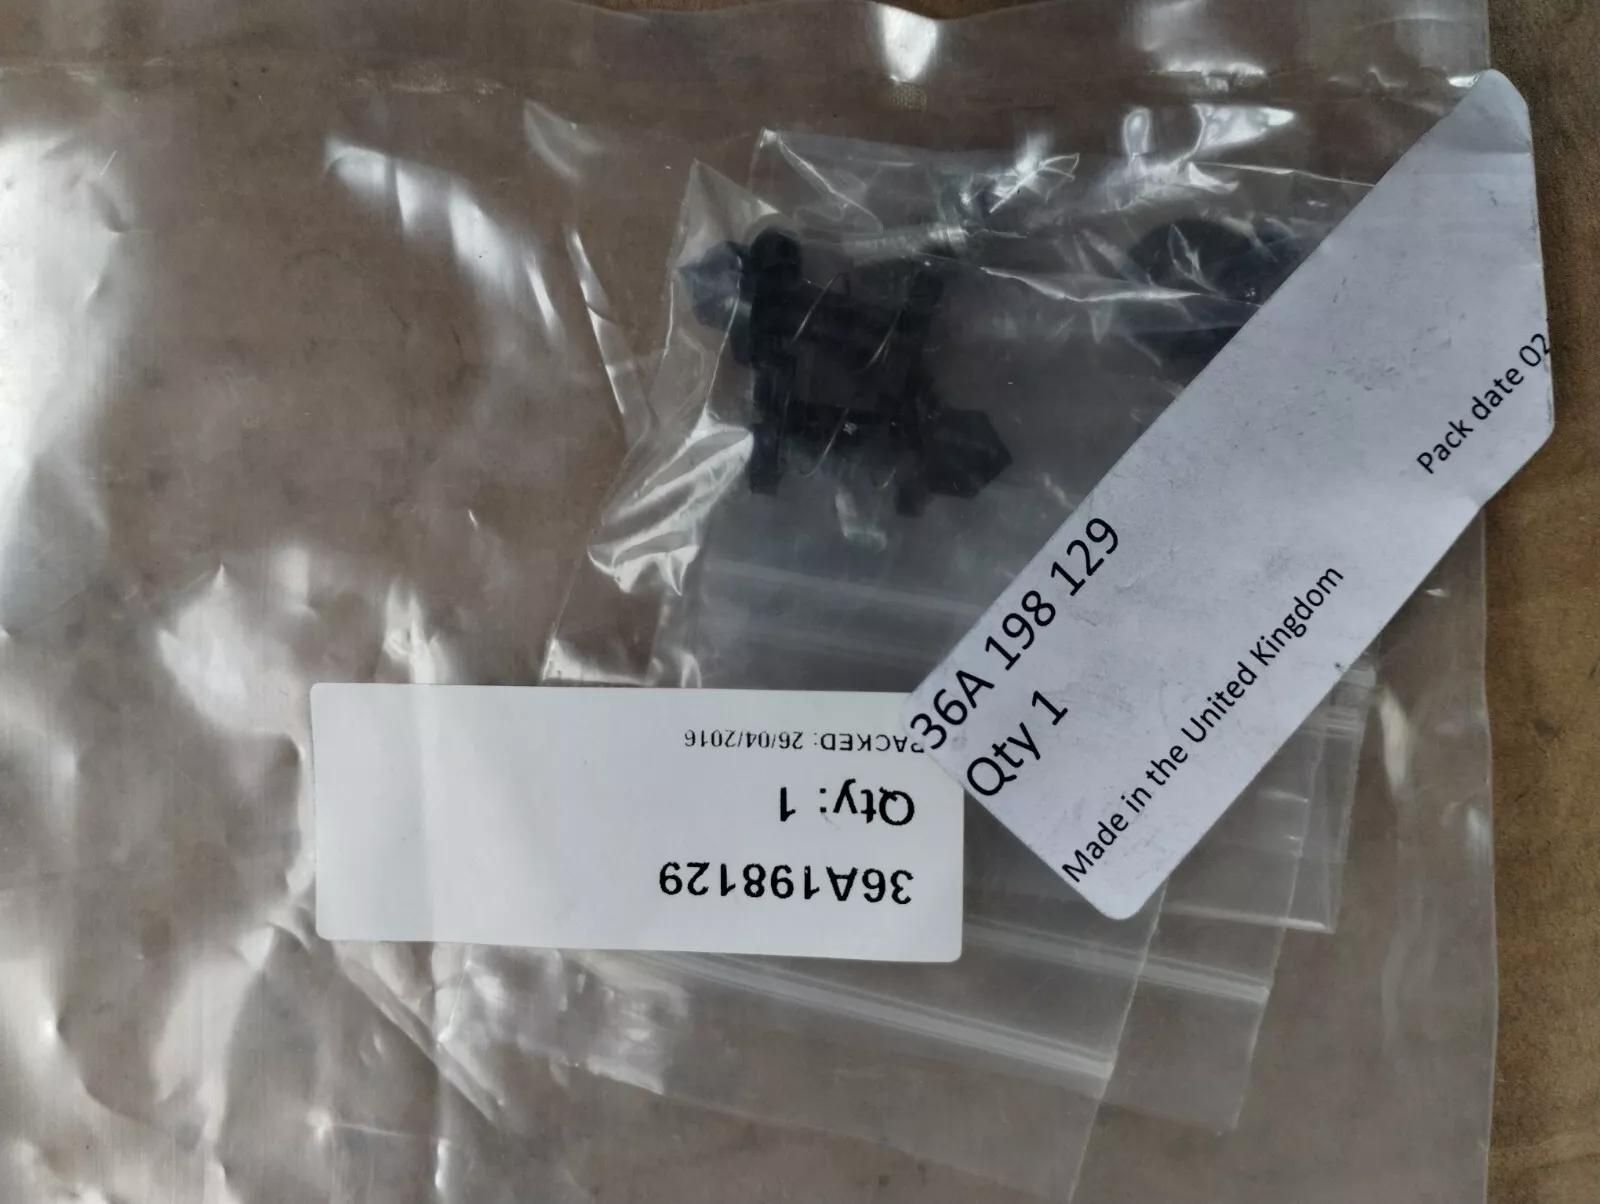 36A 198 129
Qty 1
Made in the United Kingdom
Pack date 02
36A198129
Qty: 1
PACKED: 26/04/2016